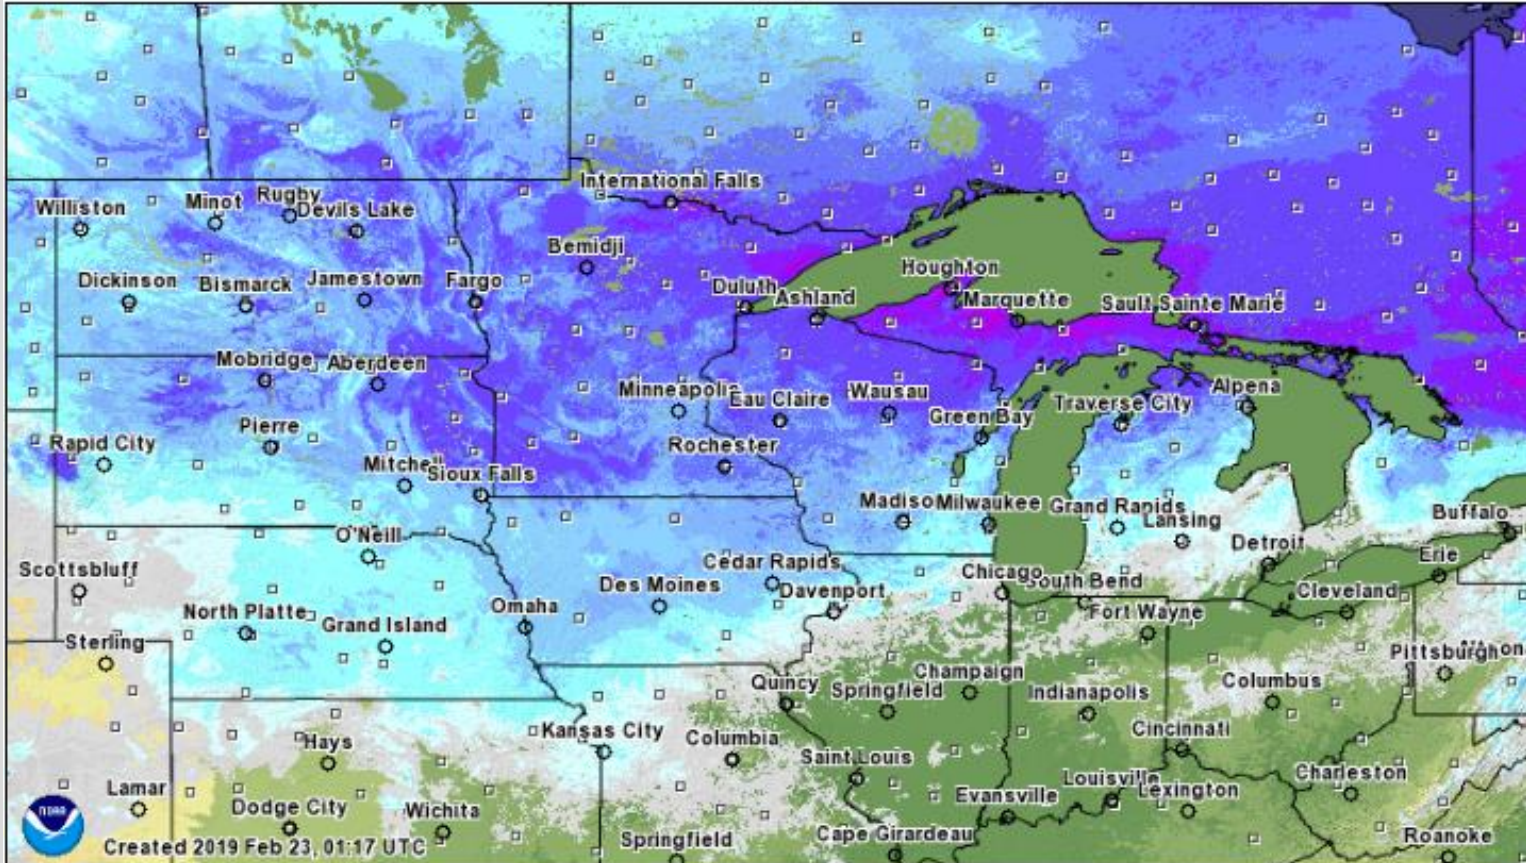 International Falls
Williston
Minot
Rugby
Devils Lake
Bemidji
Dickinson
Bismarck
Jamestown
Fargo
Duluth
Ashland
Houghton
Marquette
Sault Sainte Marie
Mobridge
Aberdeen
Minneapolis
Eau Claire
Wausau
Green Bay
Traverse City
Alpena
Rapid City
Pierre
Mitchell
Sioux Falls
Rochester
Madiso
Milwaukee
Grand Rapids
Lansing
Detroit
Buffalo
O'Neill
Erie
Scottsbluff
North Platte
Grand Island
Omaha
Des Moines
Cedar Rapids
Davenport
Chicago
South Bend
Fort Wayne
Cleveland
Sterling
Quincy
Springfield
Champaign
Indianapolis
Columbus
Pittsburgh
Hays
Kansas City
Columbia
Saint Louis
Cincinnati
Lamar
Dodge City
Wichita
Springfield
Cape Girardeau
Evansville
Louisville
Lexington
Charleston
Roanoke
NOAA
Created 2019 Feb 23, 01:17 UTC